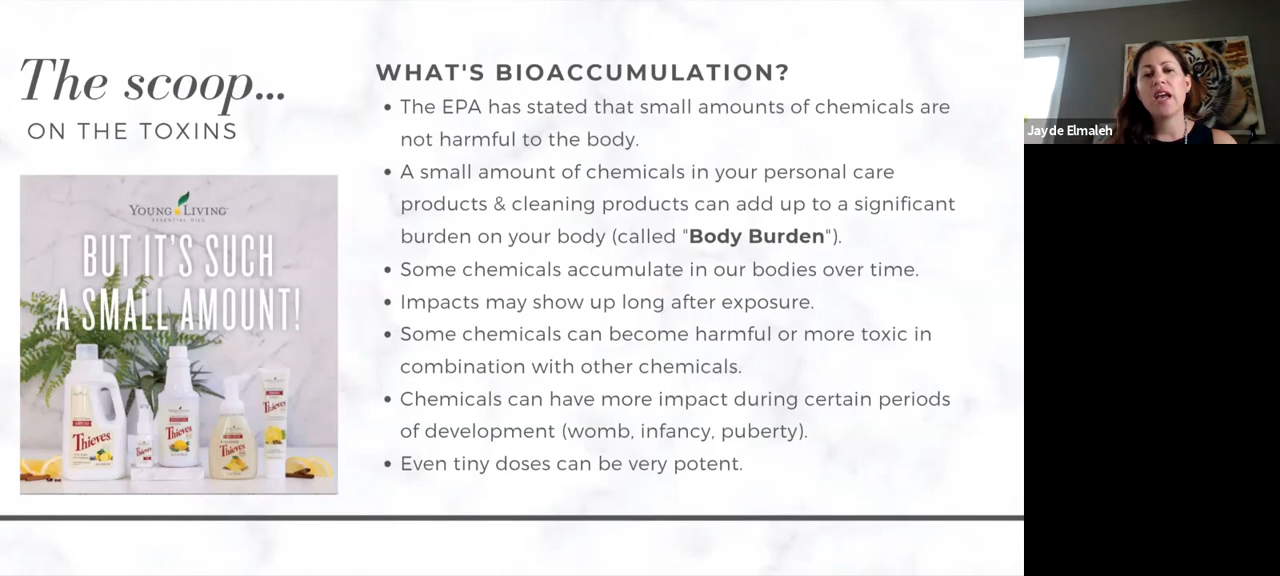 The scoop...
ON THE TOXINS
YOUNG LIVING
ESSENTIAL OILS
BUT IT'S SUCH
A SMALL AMOUNT!
Thieves
Thieves
Thieves
Thieves
Thieves
WHAT'S BIOACCUMULATION?
• The EPA has stated that small amounts of chemicals are
not harmful to the body.
• A small amount of chemicals in your personal care
products & cleaning products can add up to a significant
burden on your body (called "Body Burden").
• Some chemicals accumulate in our bodies over time.
• Impacts may show up long after exposure.
• Some chemicals can become harmful or more toxic in
combination with other chemicals.
• Chemicals can have more impact during certain periods
of development (womb, infancy, puberty).
• Even tiny doses can be very potent.
Jayde Elmaleh